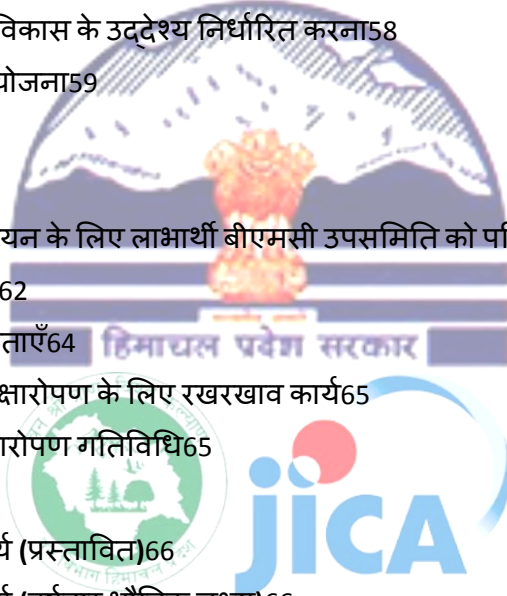 विकास के उद्देश्य निर्धारित करना58
योजना59
यन के लिए लाभार्थी बीएमसी उपसमिति को परि
62
ताएँ64
हिमाचल प्रदेश सरकार
क्षारोपण के लिए रखरखाव कार्य65
ारोपण गतिविधि65
jICA
र्य (प्रस्तावित)66